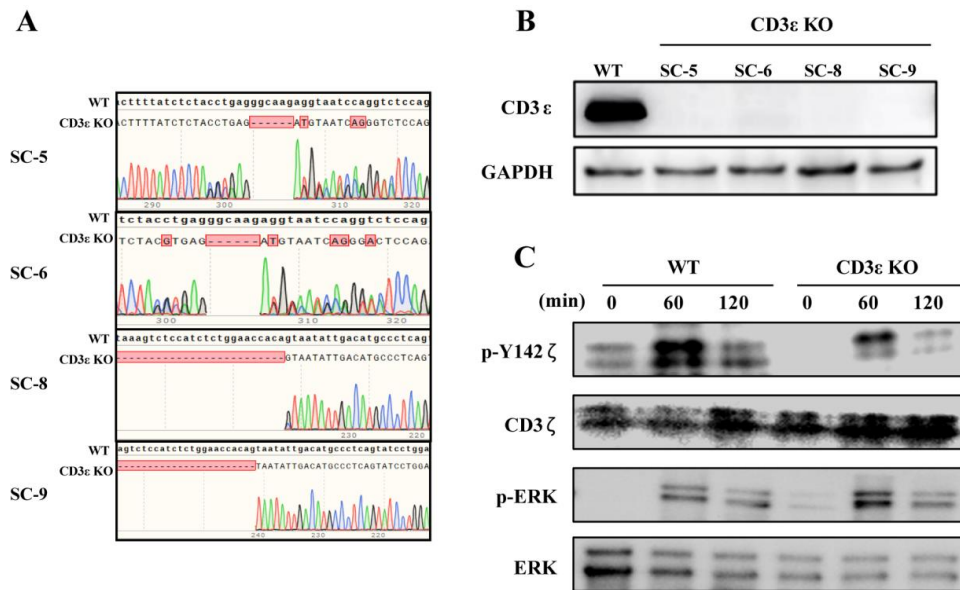 A
WT acttttatctctacctgagggcaagaggtaatccaggtctccag
CD3ε KO ACTTTTATCTCTACCTGAG------ATGTAATCAGGGTCTCCAG
SC-5
290 300 310 320
WT tctacctgagggcaagaggtaatccaggtctccag
CD3ε KO TCTACGTGAG------ATGTAATCAGGGACTCCAG
SC-6
300 310 320
WT taaagtctccatctctggaaccacagtaatattgacatgccctcag
CD3ε KO -------------------------GTAATATTGACATGCCCTCAGT
SC-8
230 220
WT agtctccatctctggaaccacagtaatattgacatgccctcagtatcctgga
CD3ε KO -----------------------TAATATTGACATGCCCTCAGTATCCTGGA
SC-9
240 230 220
B
CD3ε KO
WT SC-5 SC-6 SC-8 SC-9
CD3 ε
GAPDH
C
WT CD3ε KO
(min) 0 60 120 0 60 120
p-Y142 ζ
CD3 ζ
p-ERK
ERK